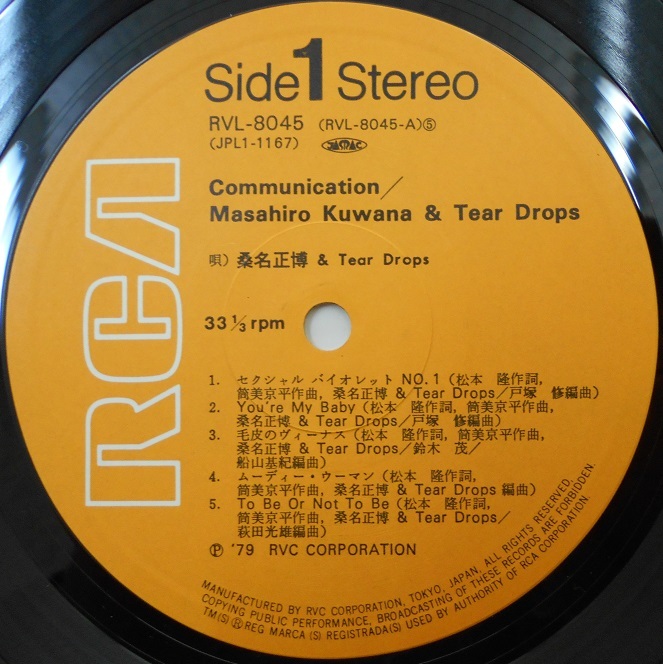 Side 1 Stereo
RVL-8045 (RVL-8045-A)⑤
(JPL1-1167) JASRAC
Communication/
Masahiro Kuwana & Tear Drops
唄) 桑名正博 & Tear Drops
RCA
33 1/3 rpm
1. セクシャル バイオレット NO.1 (松本 隆作詞,
筒美京平作曲, 桑名正博 & Tear Drops/戸塚 修編曲)
2. You're My Baby (松本 隆作詞, 筒美京平作曲,
桑名正博 & Tear Drops/戸塚 修編曲)
3. 毛皮のヴィーナス (松本 隆作詞, 筒美京平作曲,
桑名正博 & Tear Drops/鈴木 茂/
船山基紀編曲)
4. ムーディー・ウーマン (松本 隆作詞,
筒美京平作曲, 桑名正博 & Tear Drops 編曲)
5. To Be Or Not To Be (松本 隆作詞,
筒美京平作曲, 桑名正博 & Tear Drops/
萩田光雄編曲)
Ⓟ '79 RVC CORPORATION
MANUFACTURED BY RVC CORPORATION, TOKYO, JAPAN. ALL RIGHTS RESERVED.
COPYING PUBLIC PERFORMANCE, BROADCASTING OF THESE RECORDS ARE FORBIDDEN.
TM(S)® REG MARCA(S) REGISTRADA(S) USED BY AUTHORITY OF RCA CORPORATION.